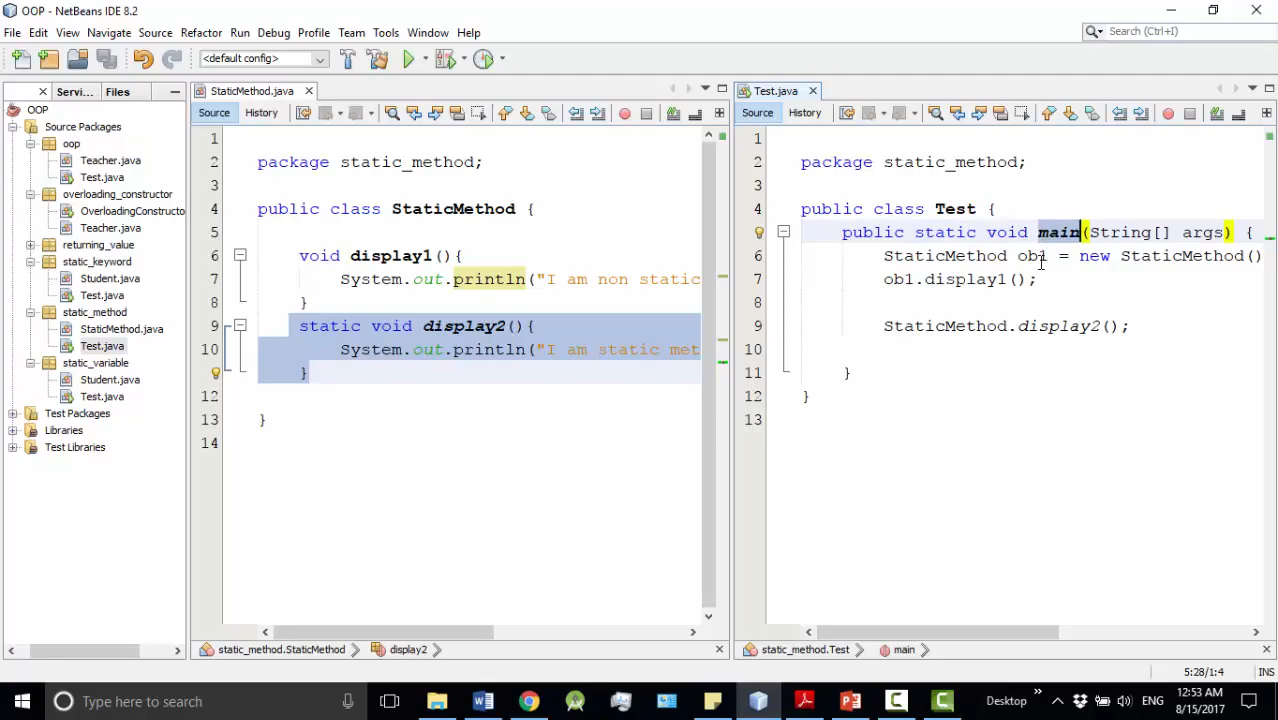 OOP - NetBeans IDE 8.2
File Edit View Navigate Source Refactor Run Debug Profile Team Tools Window Help
Search (Ctrl+I)
<default config>
Servi... Files
StaticMethod.java
Test.java
Source History
Source History
OOP
Source Packages
oop
Teacher.java
Test.java
overloading_constructor
OverloadingConstructo
Teacher.java
returning_value
static_keyword
Student.java
Test.java
static_method
StaticMethod.java
Test.java
static_variable
Student.java
Test.java
Test Packages
Libraries
Test Libraries
1
2 package static_method;
3
4 public class StaticMethod {
5
6 void display1(){
7 System.out.println("I am non static
8 }
9 static void display2(){
10 System.out.println("I am static met
}
12
13 }
14
1
2 package static_method;
3
4 public class Test {
public static void main(String[] args) {
6 StaticMethod ob1 = new StaticMethod()
7 ob1.display1();
8
9 StaticMethod.display2();
10
11 }
12 }
13
static_method.StaticMethod display2
static_method.Test main
5:28/1:4 INS
Type here to search
Desktop
ENG
12:53 AM
8/15/2017